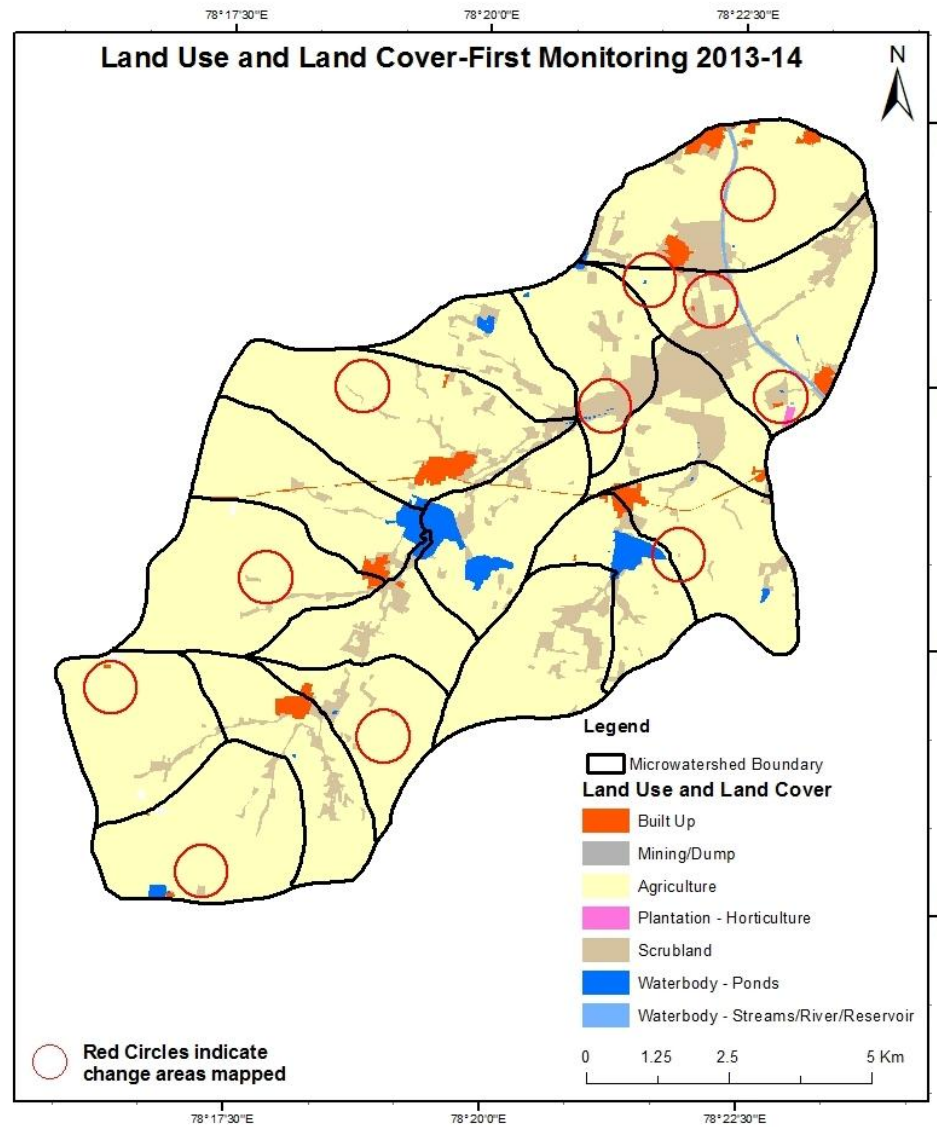 78°17'30"E 78°20'0"E 78°22'30"E
Land Use and Land Cover-First Monitoring 2013-14
N
Legend
Microwatershed Boundary
Land Use and Land Cover
Built Up
Mining/Dump
Agriculture
Plantation - Horticulture
Scrubland
Waterbody - Ponds
Waterbody - Streams/River/Reservoir
0 1.25 2.5 5 Km
Red Circles indicate
change areas mapped
78°17'30"E 78°20'0"E 78°22'30"E